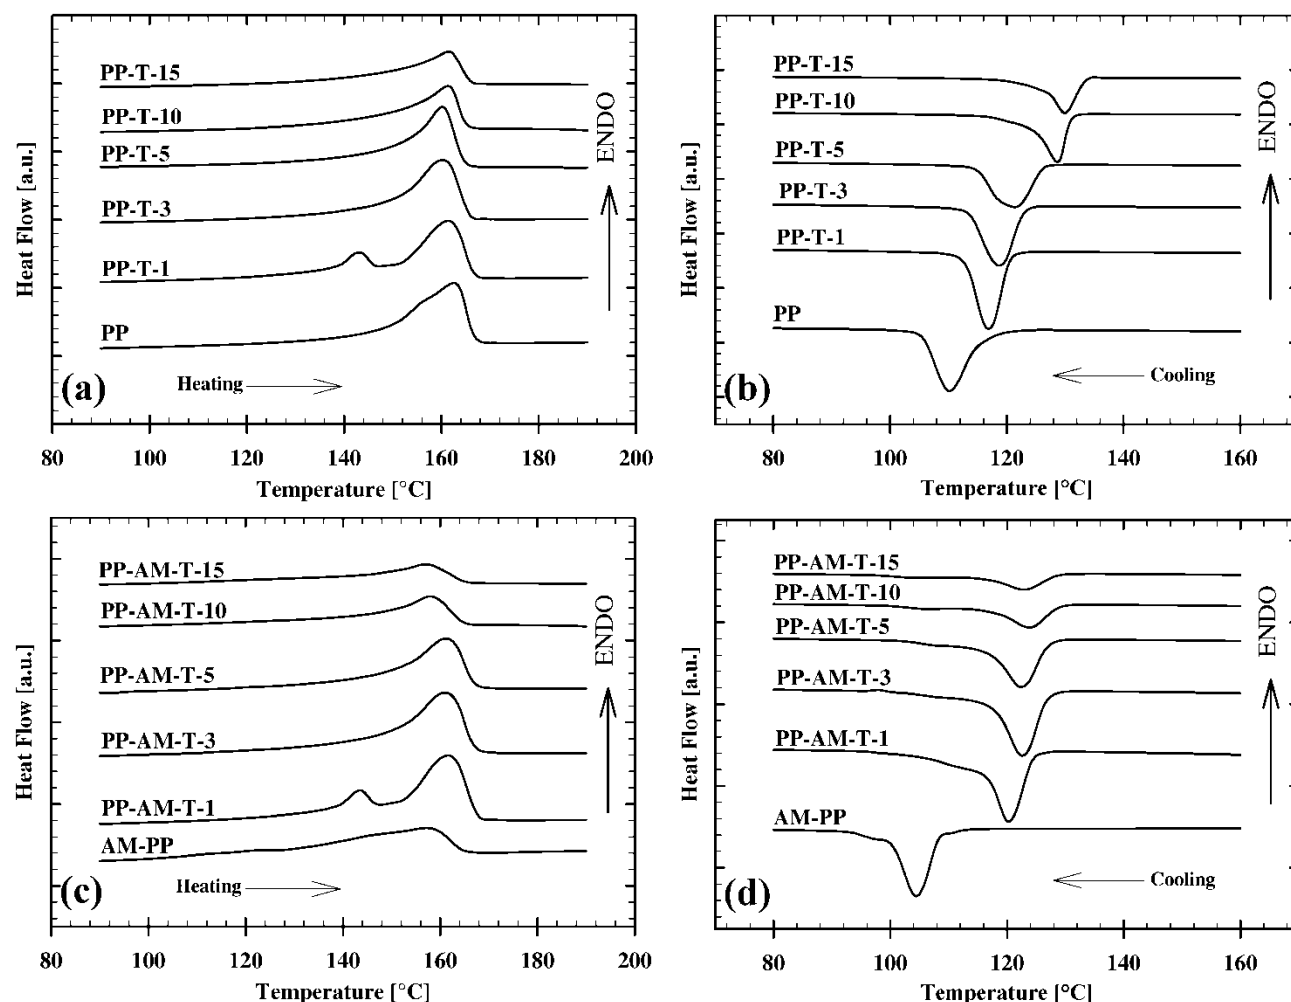 PP-T-15
PP-T-10
PP-T-5
PP-T-3
PP-T-1
PP
ENDO
Heat Flow [a.u.]
(a)
Heating
80 100 120 140 160 180 200
Temperature [°C]
PP-T-15
PP-T-10
PP-T-5
PP-T-3
PP-T-1
PP
ENDO
Heat Flow [a.u.]
(b)
Cooling
80 100 120 140 160
Temperature [°C]
PP-AM-T-15
PP-AM-T-10
PP-AM-T-5
PP-AM-T-3
PP-AM-T-1
AM-PP
ENDO
Heat Flow [a.u.]
(c)
Heating
80 100 120 140 160 180 200
Temperature [°C]
PP-AM-T-15
PP-AM-T-10
PP-AM-T-5
PP-AM-T-3
PP-AM-T-1
AM-PP
ENDO
Heat Flow [a.u.]
(d)
Cooling
80 100 120 140 160
Temperature [°C]